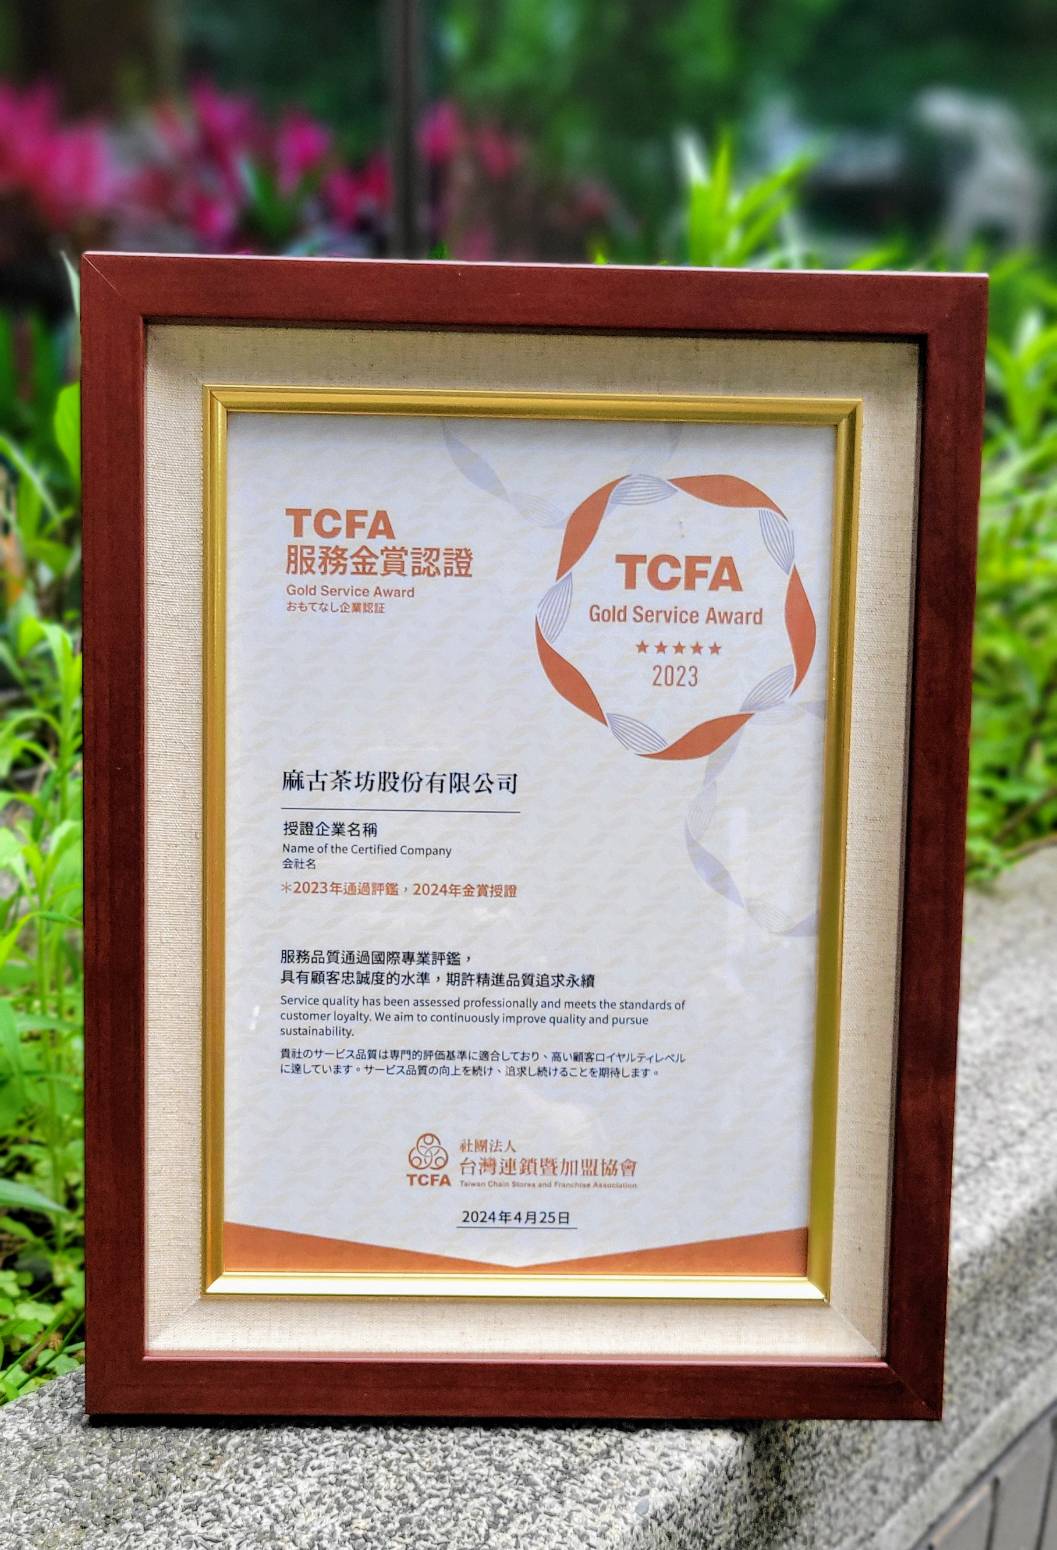 TCFA
服務金賞認證
Gold Service Award
おもてなし企業認証
TCFA
Gold Service Award
★★★★★
2023
麻古茶坊股份有限公司
授證企業名稱
Name of the Certified Company
会社名
＊2023年通過評鑑，2024年金賞授證
服務品質通過國際專業評鑑，
具有顧客忠誠度的水準，期許精進品質追求永續
Service quality has been assessed professionally and meets the standards of
customer loyalty. We aim to continuously improve quality and pursue
sustainability.
貴社のサービス品質は専門的評価基準に適合しており、高い顧客ロイヤルティレベル
に達しています。サービス品質の向上を続け、追求し続けることを期待します。
TCFA
社團法人
台灣連鎖暨加盟協會
Taiwan Chain Stores and Franchise Association
2024年4月25日